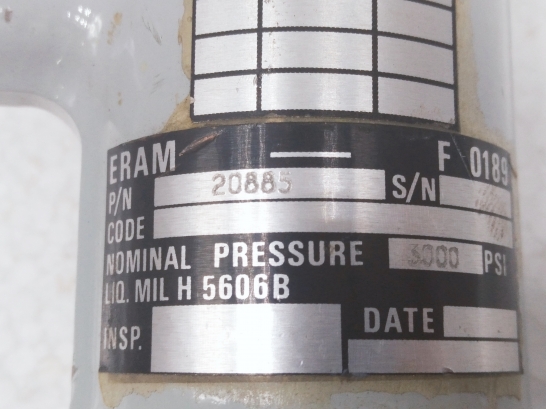 ERAM F 0189
P/N 20885 S/N
CODE
NOMINAL PRESSURE 3000 PSI
LIQ. MIL H 5606B
INSP. DATE